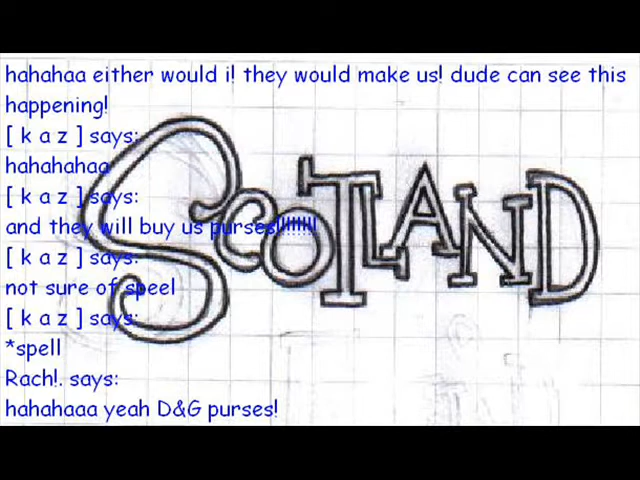 hahahaa either would i! they would make us! dude can see this
happening!
[ k a z ] says:
hahahahaa
[ k a z ] says:
and they will buy us purses!!!!!!!!
[ k a z ] says:
not sure of speel
[ k a z ] says:
*spell
Rach!. says:
hahahaaa yeah D&G purses!
SCOTLAND